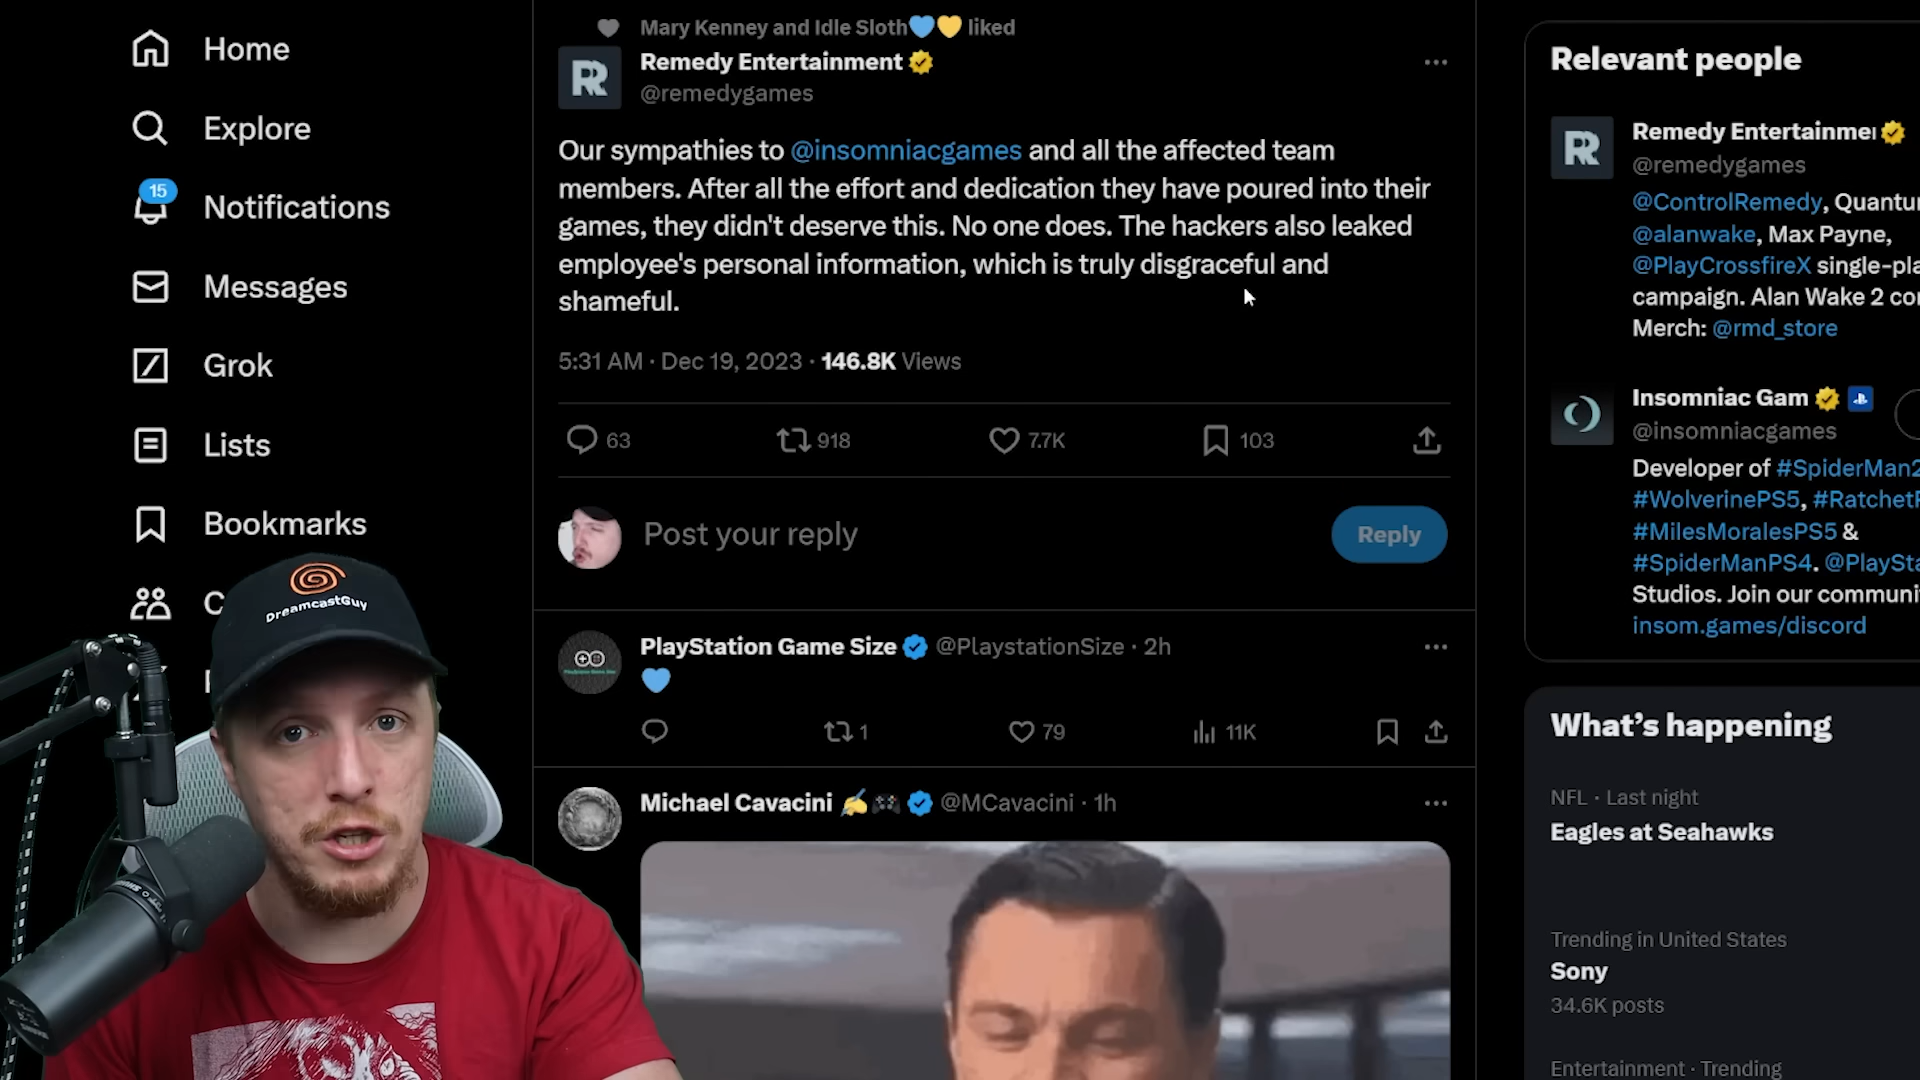 Home
Explore
15
Notifications
Messages
Grok
Lists
Bookmarks
C
DreamcastGuy
Mary Kenney and Idle Sloth💙💛 liked
Remedy Entertainment
@remedygames
Our sympathies to @insomniacgames and all the affected team
members. After all the effort and dedication they have poured into their
games, they didn't deserve this. No one does. The hackers also leaked
employee's personal information, which is truly disgraceful and
shameful.
5:31 AM · Dec 19, 2023 · 146.8K Views
63 918 7.7K 103
Post your reply
Reply
PlayStation Game Size @PlaystationSize · 2h
💙
1 79 11K
Michael Cavacini ✍️🎮 @MCavacini · 1h
Relevant people
Remedy Entertainme
@remedygames
@ControlRemedy, Quantu
@alanwake, Max Payne,
@PlayCrossfireX single-pla
campaign. Alan Wake 2 co
Merch: @rmd_store
Insomniac Gam
@insomniacgames
Developer of #SpiderMan2
#WolverinePS5, #Ratchet
#MilesMoralesPS5 &
#SpiderManPS4. @PlaySta
Studios. Join our communi
insom.games/discord
What's happening
NFL · Last night
Eagles at Seahawks
Trending in United States
Sony
34.6K posts
Entertainment · Trending